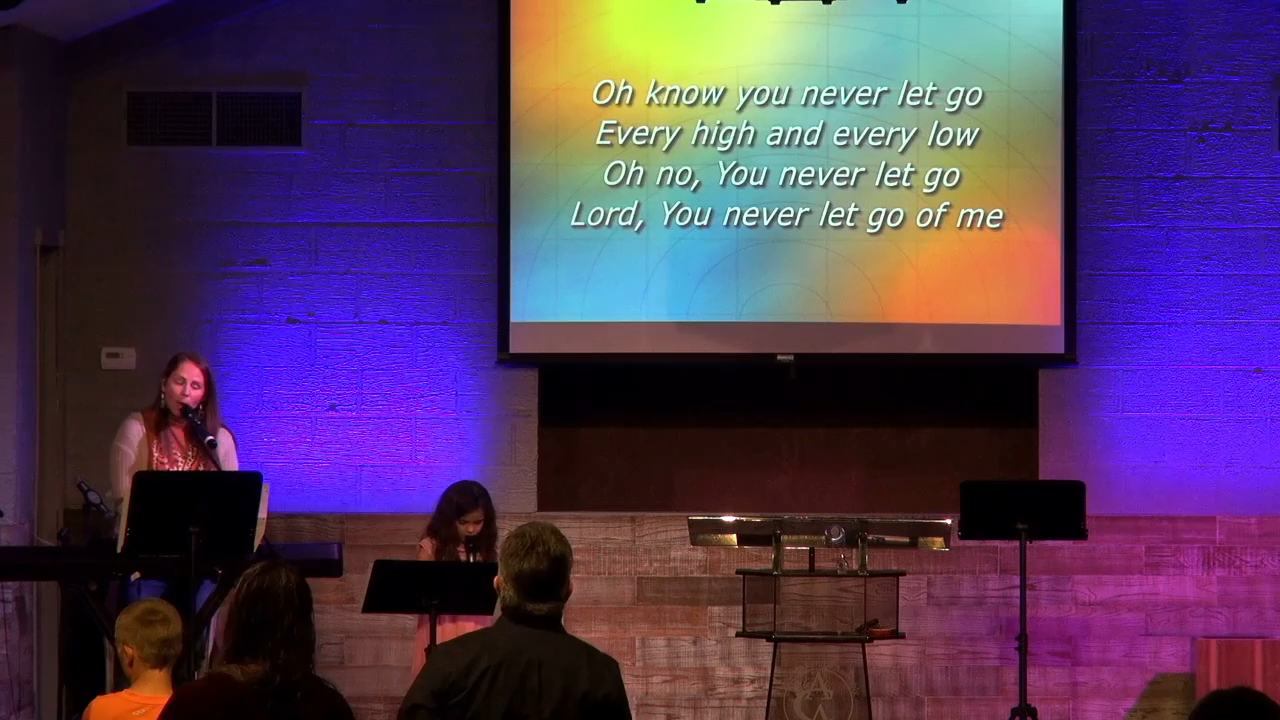 Oh know you never let go
Every high and every low
Oh no, You never let go
Lord, You never let go of me